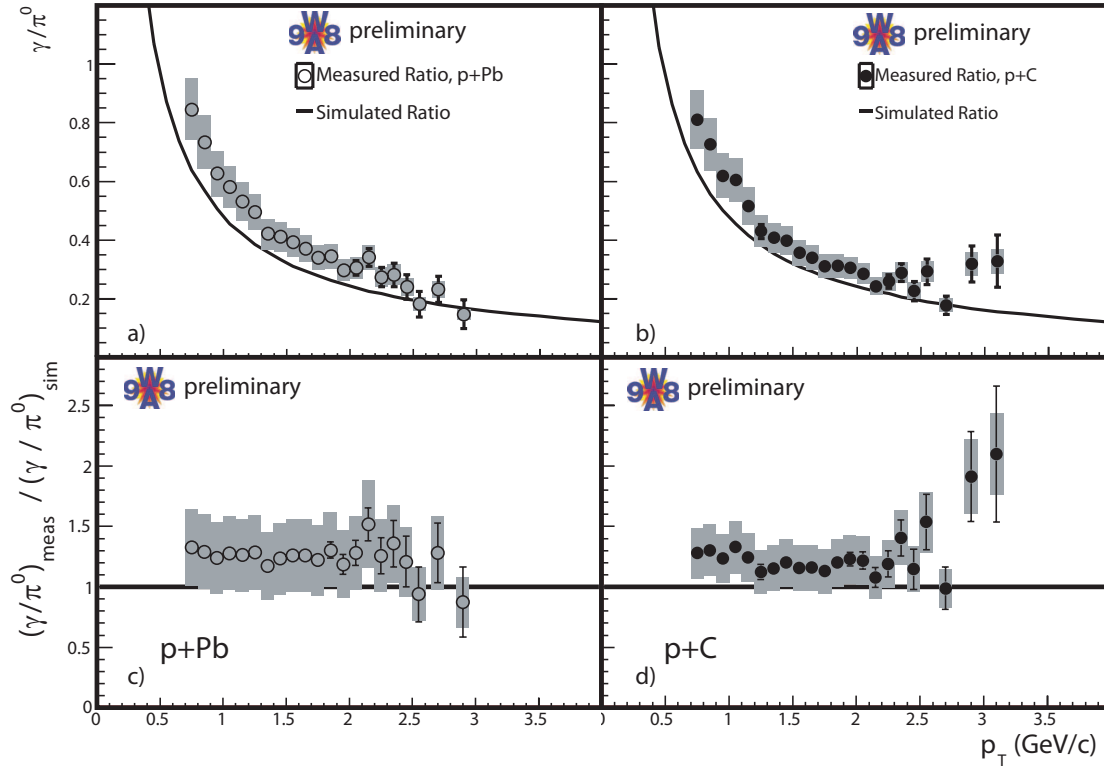 γ/π⁰
1
0.8
0.6
0.4
0.2
WA98 preliminary
Measured Ratio, p+Pb
Simulated Ratio
a)
WA98 preliminary
Measured Ratio, p+C
Simulated Ratio
b)
(γ/π⁰)meas / (γ / π⁰)sim
2.5
2
1.5
1
0.5
0
WA98 preliminary
p+Pb
c)
WA98 preliminary
p+C
d)
0 0.5 1 1.5 2 2.5 3 3.5 0.5 1 1.5 2 2.5 3 3.5
pT (GeV/c)